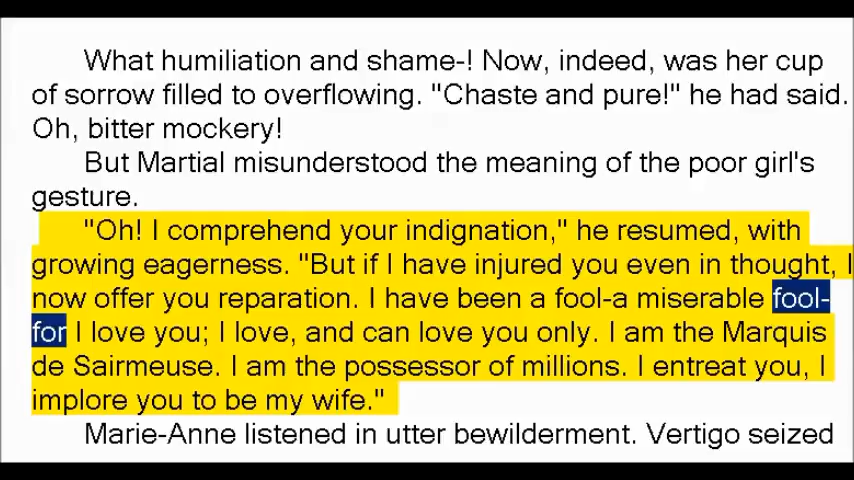 What humiliation and shame-! Now, indeed, was her cup
of sorrow filled to overflowing. "Chaste and pure!" he had said.
Oh, bitter mockery!
But Martial misunderstood the meaning of the poor girl's
gesture.
"Oh! I comprehend your indignation," he resumed, with
growing eagerness. "But if I have injured you even in thought, I
now offer you reparation. I have been a fool-a miserable fool-
for I love you; I love, and can love you only. I am the Marquis
de Sairmeuse. I am the possessor of millions. I entreat you, I
implore you to be my wife."
Marie-Anne listened in utter bewilderment. Vertigo seized